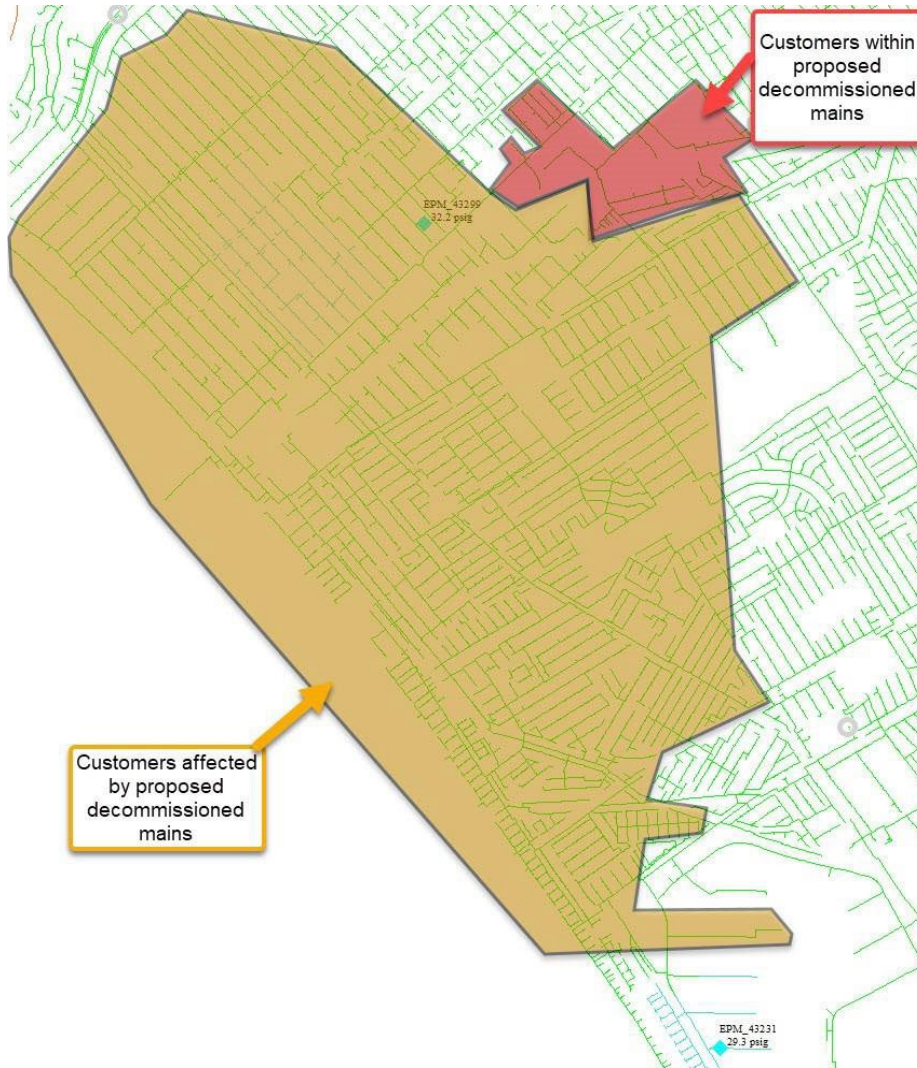 Customers within
proposed
decommissioned
mains
EPM_43299
32.2 psig
Customers affected
by proposed
decommissioned
mains
EPM_43231
29.3 psig